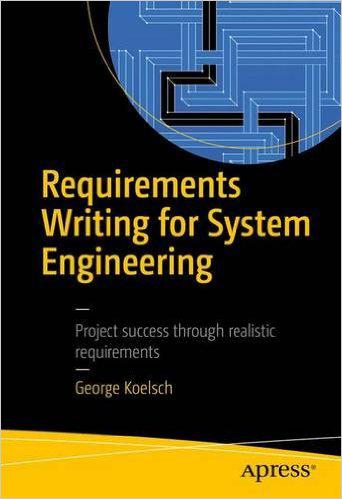 Requirements
Writing for System
Engineering
—
Project success through realistic
requirements
—
George Koelsch
Apress®